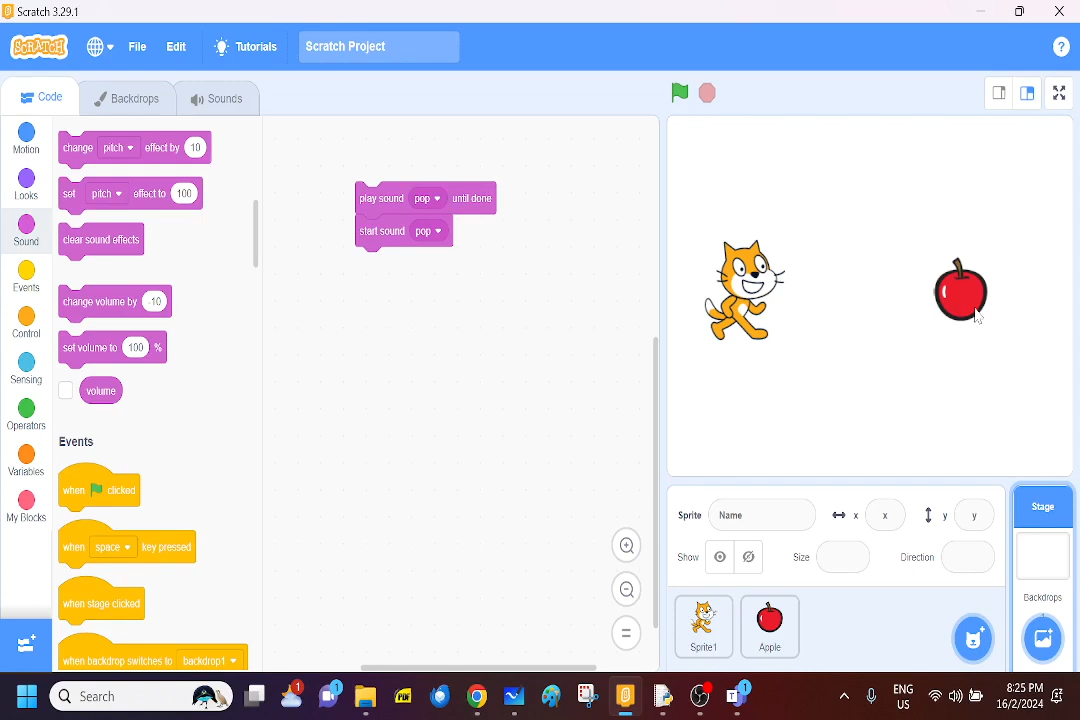 Scratch 3.29.1
SCRATCH File Edit Tutorials Scratch Project ?
Code Backdrops Sounds
Motion
Looks
Sound
Events
Control
Sensing
Operators
Variables
My Blocks
change pitch effect by 10
set pitch effect to 100
clear sound effects
change volume by -10
set volume to 100 %
volume
Events
when clicked
when space key pressed
when stage clicked
when backdrop switches to backdrop1
play sound pop until done
start sound pop
Sprite Name x x y y
Show Size Direction
Sprite1 Apple
Stage
Backdrops
Search
1
1
PDF
1
ENG
US
8:25 PM
16/2/2024